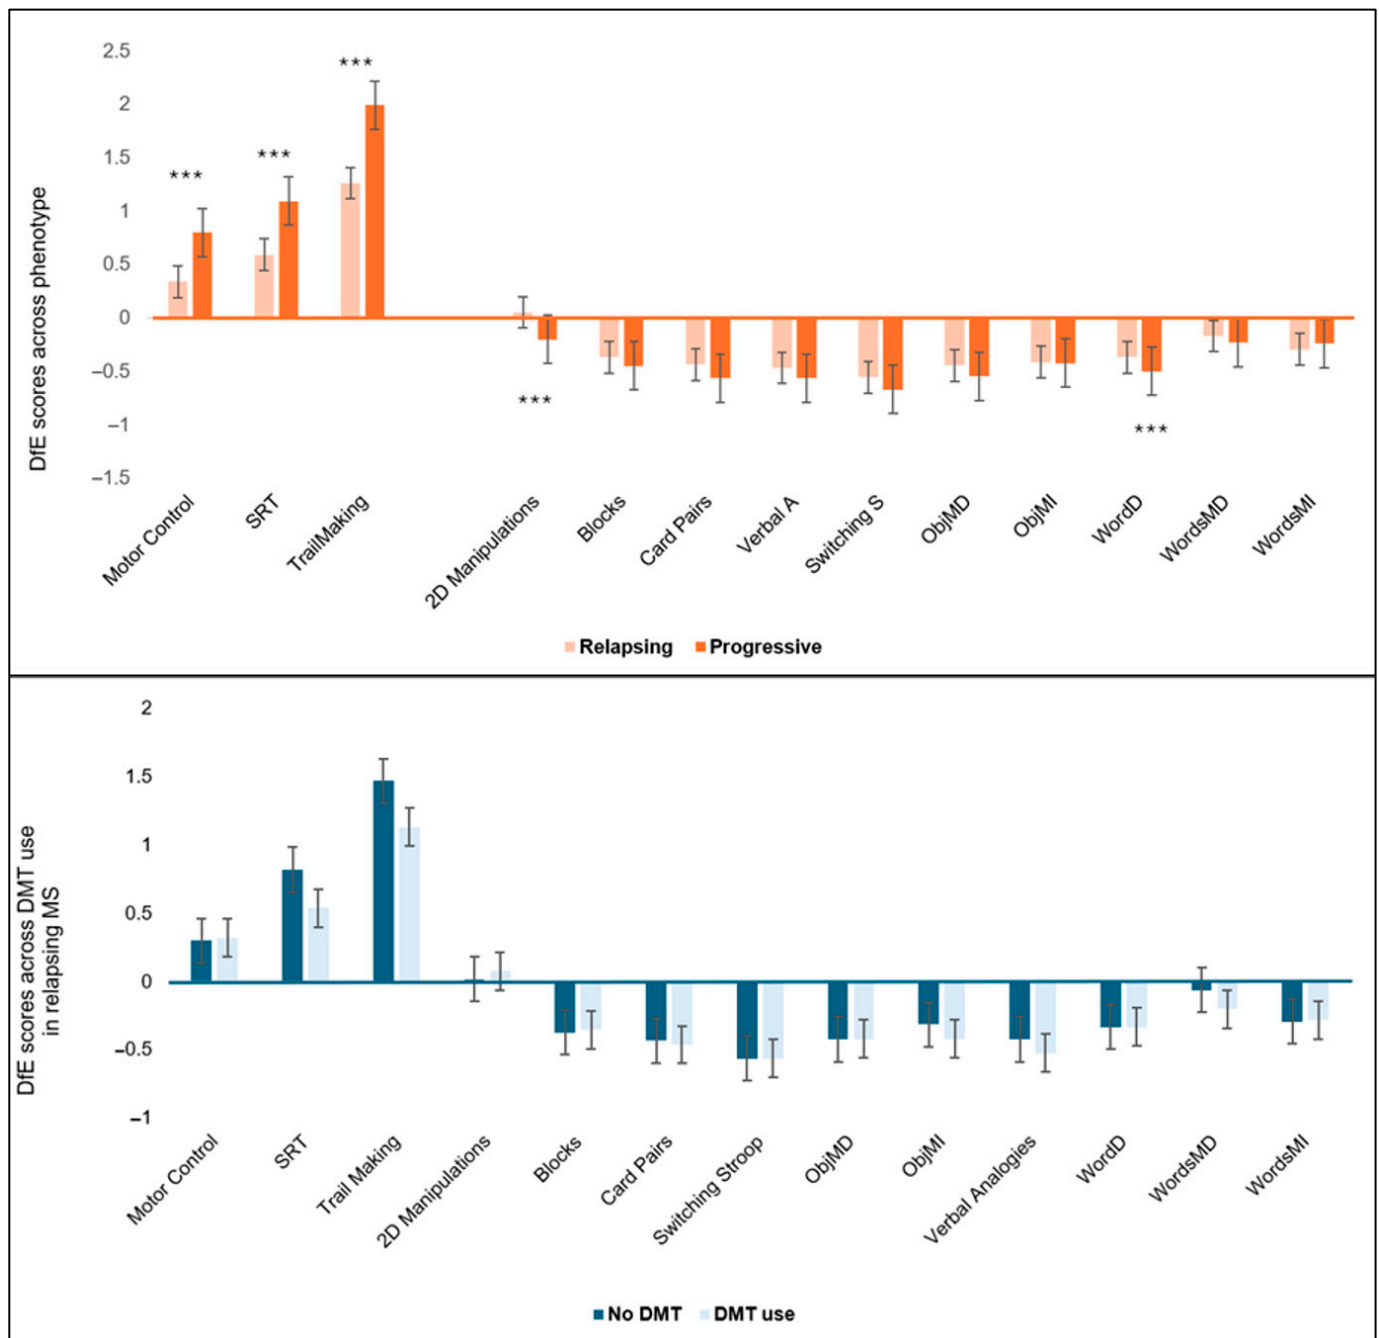 DfE scores across phenotype
2.5
2
1.5
1
0.5
0
−0.5
−1
−1.5
***
***
***
***
***
Motor Control
SRT
TrailMaking
2D Manipulations
Blocks
Card Pairs
Verbal A
Switching S
ObjMD
ObjMI
WordD
WordsMD
WordsMI
Relapsing
Progressive
DfE scores across DMT use
in relapsing MS
2
1.5
1
0.5
0
−0.5
−1
Motor Control
SRT
Trail Making
2D Manipulations
Blocks
Card Pairs
Switching Stroop
ObjMD
ObjMI
Verbal Analogies
WordD
WordsMD
WordsMI
No DMT
DMT use